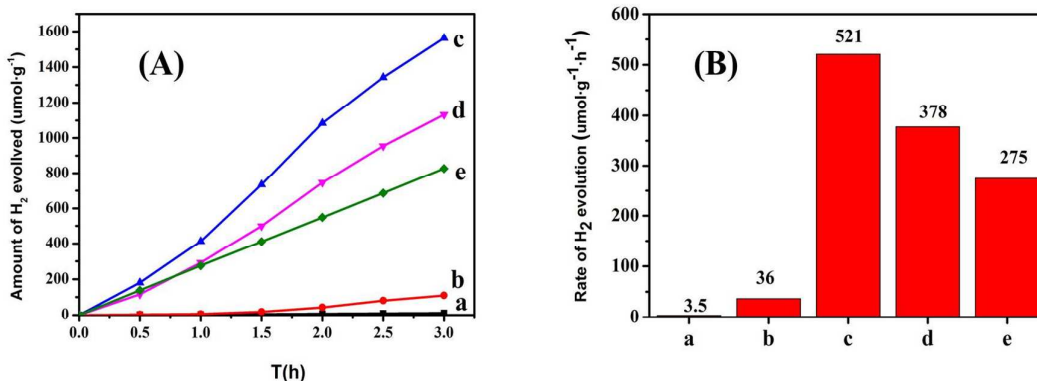 (A)
Amount of H2 evollved (umol·g-1)
1600
1400
1200
1000
800
600
400
200
0
0.0 0.5 1.0 1.5 2.0 2.5 3.0
T(h)
c
d
e
b
a
(B)
Rate of H2 evolution (umol·g-1·h-1)
600
500
400
300
200
100
0
3.5
36
521
378
275
a b c d e